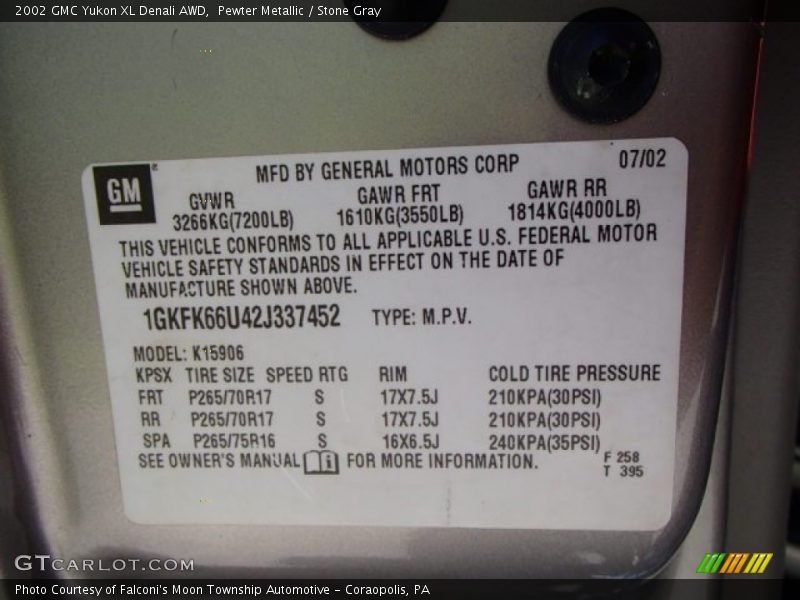 2002 GMC Yukon XL Denali AWD,  Pewter Metallic / Stone Gray
GM®
MFD BY GENERAL MOTORS CORP 07/02
GVWR GAWR FRT GAWR RR
3266KG(7200LB) 1610KG(3550LB) 1814KG(4000LB)
THIS VEHICLE CONFORMS TO ALL APPLICABLE U.S. FEDERAL MOTOR
VEHICLE SAFETY STANDARDS IN EFFECT ON THE DATE OF
MANUFACTURE SHOWN ABOVE.
1GKFK66U42J337452 TYPE: M.P.V.
MODEL: K15906
KPSX TIRE SIZE SPEED RTG RIM COLD TIRE PRESSURE
FRT P265/70R17 S 17X7.5J 210KPA(30PSI)
RR P265/70R17 S 17X7.5J 210KPA(30PSI)
SPA P265/75R16 S 16X6.5J 240KPA(35PSI)
SEE OWNER'S MANUAL i FOR MORE INFORMATION.
F 258
T 395
GTCARLOT.COM
Photo Courtesy of Falconi's Moon Township Automotive – Coraopolis, PA